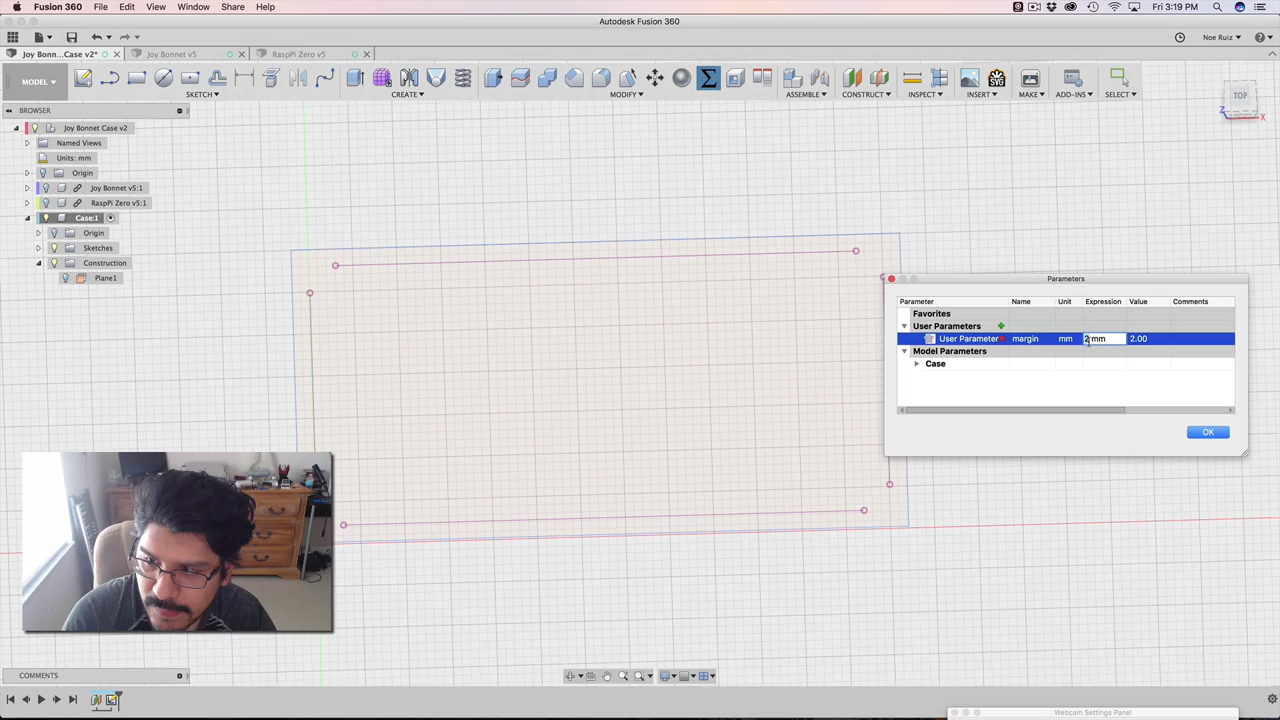 Fusion 360 File Edit View Window Share Help Fri 3:19 PM
Autodesk Fusion 360
Noe Ruiz
Joy Bonn...Case v2* Joy Bonnet v5 RaspPi Zero v5
MODEL
SKETCH CREATE MODIFY ASSEMBLE CONSTRUCT INSPECT INSERT MAKE ADD-INS SELECT
BROWSER
TOP
Z X
Joy Bonnet Case v2
Named Views
Units: mm
Origin
Joy Bonnet v5:1
RaspPi Zero v5:1
Case:1
Origin
Sketches
Construction
Plane1
Parameters
Parameter Name Unit Expression Value Comments
Favorites
User Parameters
User Parameter margin mm 2 mm 2.00
Model Parameters
Case
OK
COMMENTS
Webcam Settings Panel